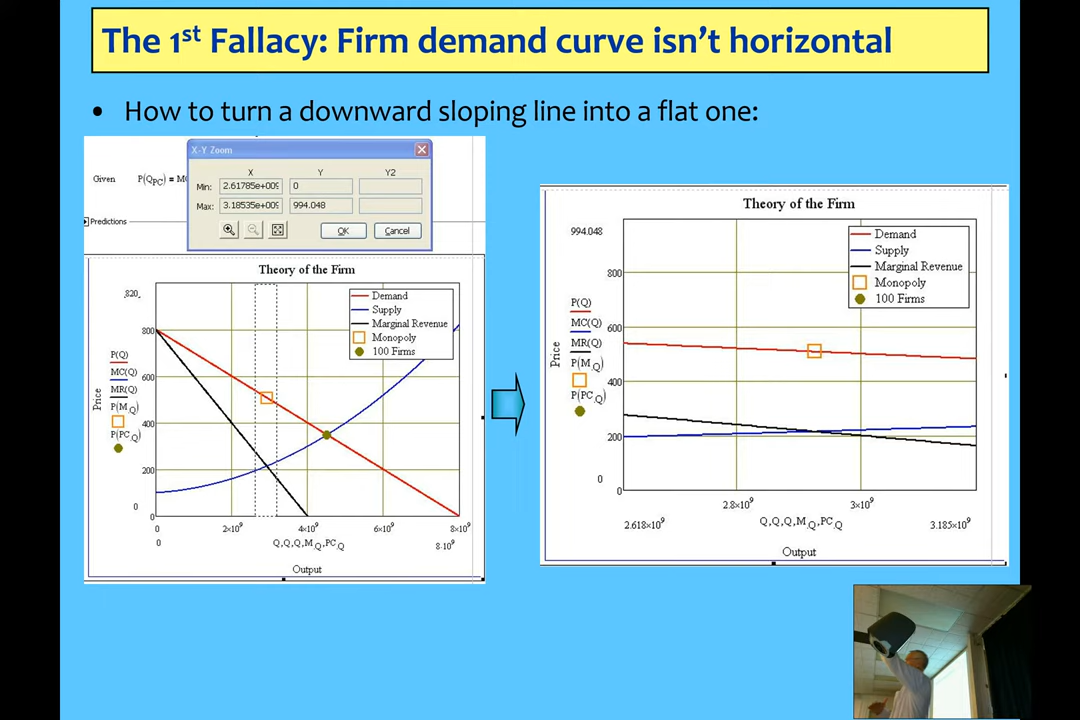 The 1st Fallacy: Firm demand curve isn't horizontal
• How to turn a downward sloping line into a flat one:
X-Y Zoom
X Y Y2
Min: 2.61785e+009 0
Max: 3.18535e+009 994.048
OK Cancel
Given P(QPC) = MC
Predictions
Theory of the Firm
,820,
800
600
400
200
0
0
Price
P(Q)
MC(Q)
MR(Q)
P(M,Q)
P(PC,Q)
Demand
Supply
Marginal Revenue
Monopoly
100 Firms
0 2×10⁹ 4×10⁹ 6×10⁹ 8×10⁹
0 Q,Q,Q,M,Q,PC,Q 8·10⁹
Output
Theory of the Firm
994.048
800
600
400
200
0
0
Price
P(Q)
MC(Q)
MR(Q)
P(M,Q)
P(PC,Q)
Demand
Supply
Marginal Revenue
Monopoly
100 Firms
2.8×10⁹ 3×10⁹
2.618×10⁹ Q,Q,Q,M,Q,PC,Q 3.185×10⁹
Output